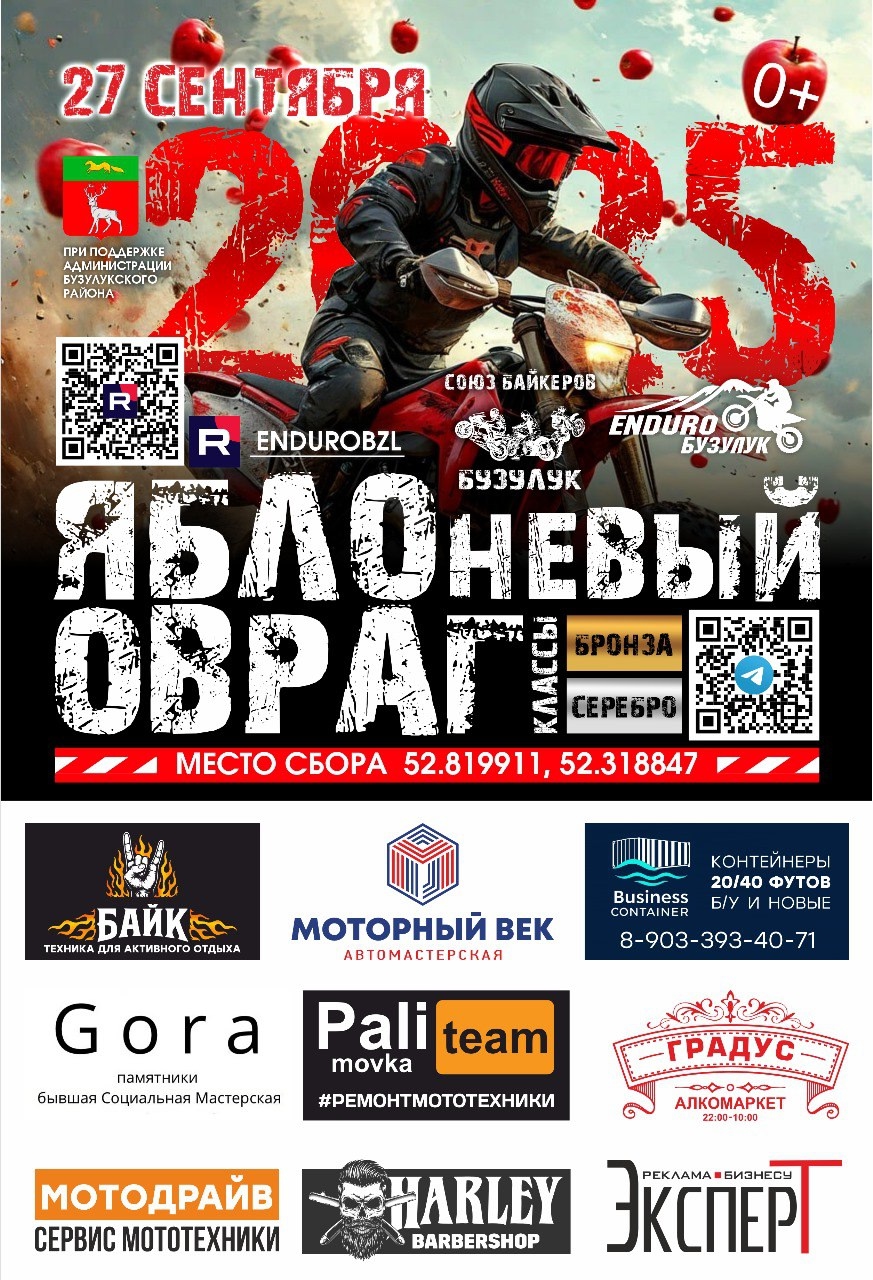 27 СЕНТЯБРЯ
0+
2025
ПРИ ПОДДЕРЖКЕ
АДМИНИСТРАЦИИ
БУЗУЛУКСКОГО
РАЙОНА
R
R
ENDUROBZL
СОЮЗ БАЙКЕРОВ
БУЗУЛУК
ENDURO
БУЗУЛУК
ЯБЛОНЕВЫЙ
ОВРАГ
КЛАССЫ
БРОНЗА
СЕРЕБРО
МЕСТО СБОРА 52.819911, 52.318847
БАЙК
ТЕХНИКА ДЛЯ АКТИВНОГО ОТДЫХА
МОТОРНЫЙ ВЕК
АВТОМАСТЕРСКАЯ
Business
CONTAINER
КОНТЕЙНЕРЫ
20/40 ФУТОВ
Б/У И НОВЫЕ
8-903-393-40-71
Gora
памятники
бывшая Социальная Мастерская
Pali
movka
team
#РЕМОНТМОТОТЕХНИКИ
ГРАДУС
АЛКОМАРКЕТ
22:00-10:00
МОТОДРАЙВ
СЕРВИС МОТОТЕХНИКИ
HARLEY
BARBERSHOP
РЕКЛАМА БИЗНЕСУ
ЭКСПЕРТ